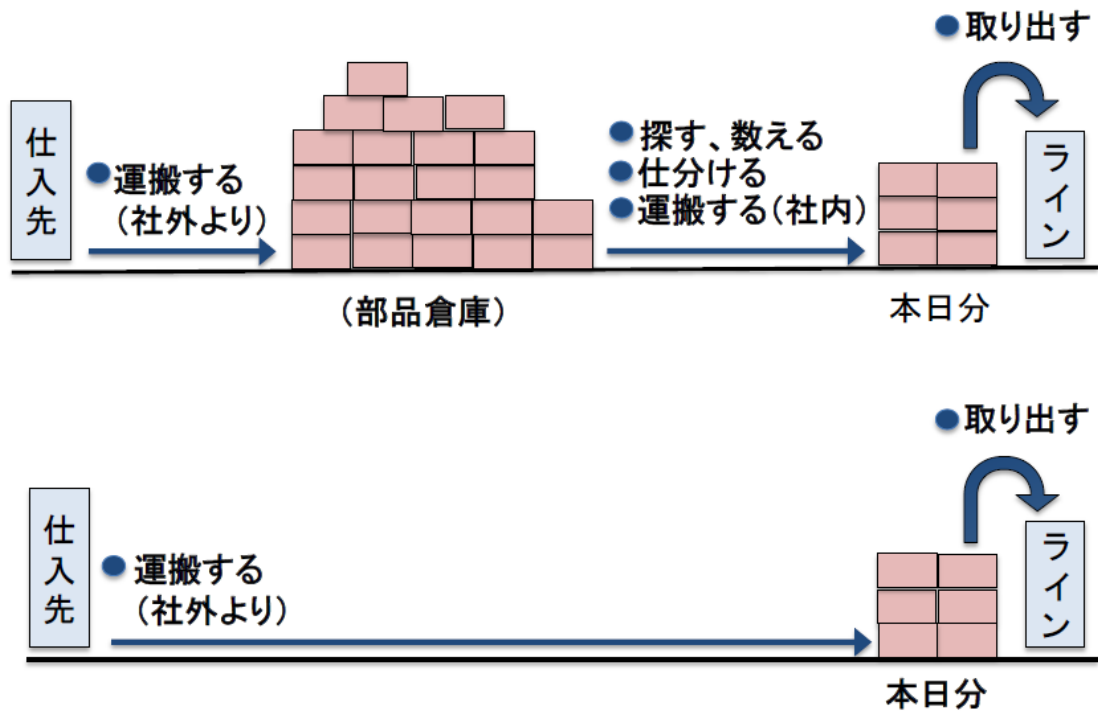 取り出す
仕入先
運搬する
(社外より)
探す、数える
仕分ける
運搬する(社内)
ライン
(部品倉庫)
本日分
取り出す
仕入先
運搬する
(社外より)
ライン
本日分